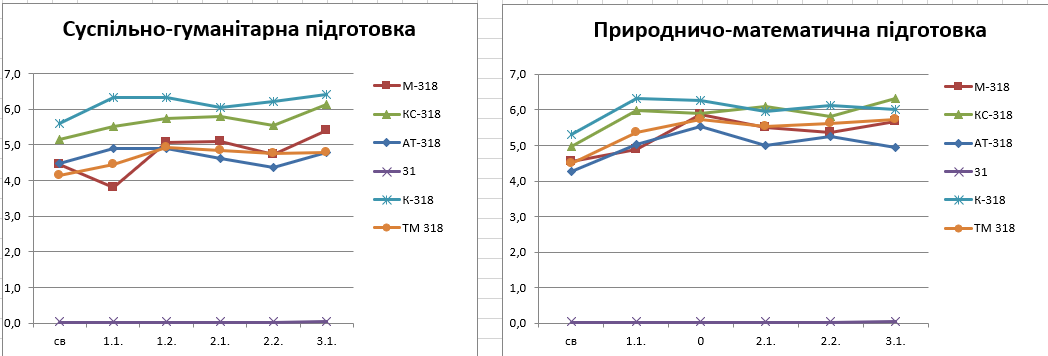 Суспільно-гуманітарна підготовка
7,0
6,0
5,0
4,0
3,0
2,0
1,0
0,0
св 1.1. 1.2. 2.1. 2.2. 3.1.
М-318
КС-318
АТ-318
31
К-318
ТМ 318
Природничо-математична підготовка
7,0
6,0
5,0
4,0
3,0
2,0
1,0
0,0
св 1.1. 0 2.1. 2.2. 3.1.
М-318
КС-318
АТ-318
31
К-318
ТМ 318